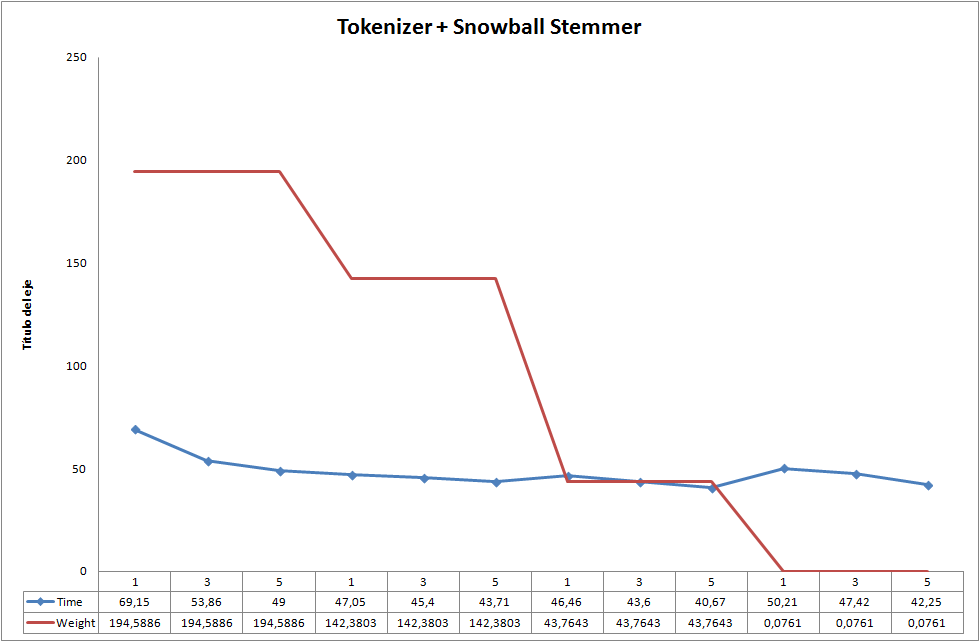 Tokenizer + Snowball Stemmer
250
200
150
100
50
0
Título del eje
1 3 5 1 3 5 1 3 5 1 3 5
Time 69,15 53,86 49 47,05 45,4 43,71 46,46 43,6 40,67 50,21 47,42 42,25
Weight 194,5886 194,5886 194,5886 142,3803 142,3803 142,3803 43,7643 43,7643 43,7643 0,0761 0,0761 0,0761